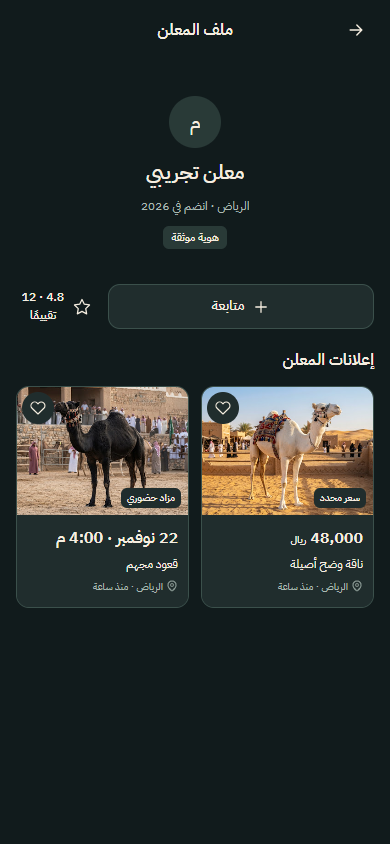 ملف المعلن
م
معلن تجريبي
الرياض · انضم في 2026
هوية موثقة
متابعة
4.8 · 12
تقييمًا
إعلانات المعلن
سعر محدد
48,000 ريال
ناقة وضح أصيلة
الرياض · منذ ساعة
مزاد حضوري
22 نوفمبر · 4:00 م
قعود مجهم
الرياض · منذ ساعة